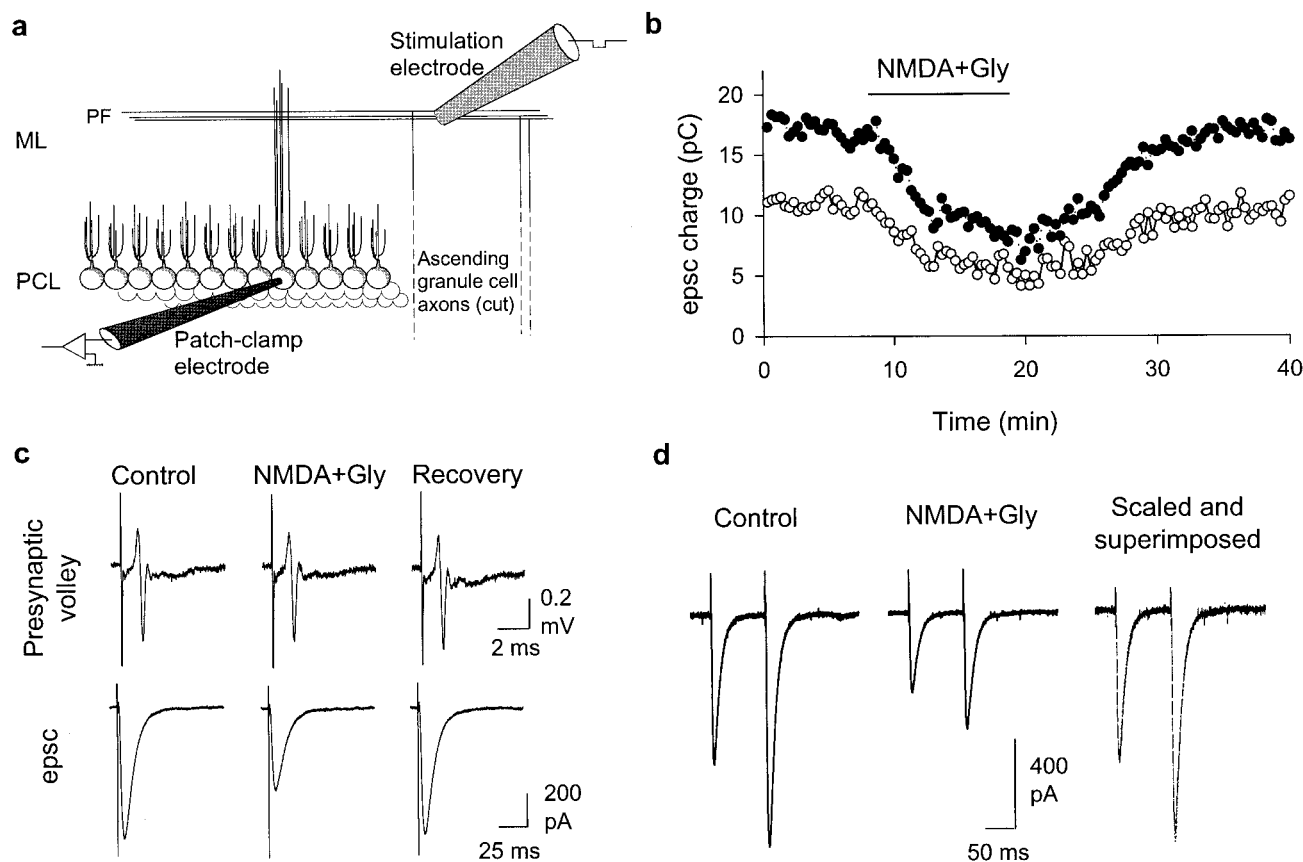 a
Stimulation
electrode
PF
ML
PCL
Ascending
granule cell
axons (cut)
Patch-clamp
electrode
b
NMDA+Gly
epsc charge (pC)
20
15
10
5
0
0
10
20
30
40
Time (min)
c
Control
NMDA+Gly
Recovery
Presynaptic
volley
0.2
mV
2 ms
epsc
200
pA
25 ms
d
Control
NMDA+Gly
Scaled and
superimposed
400
pA
50 ms